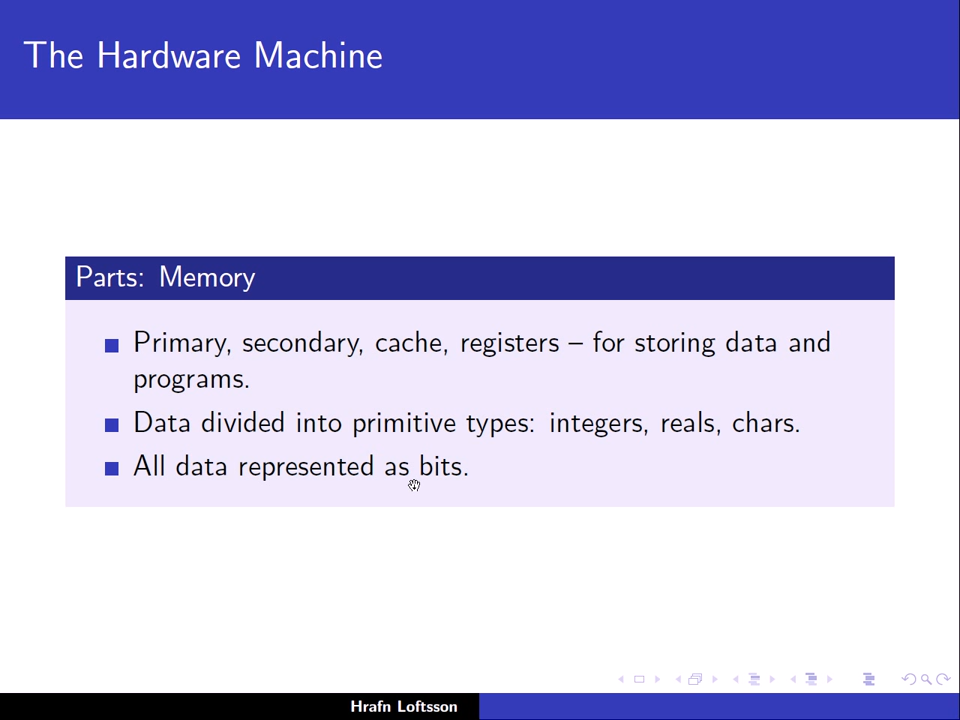 The Hardware Machine
Parts: Memory
Primary, secondary, cache, registers – for storing data and
programs.
Data divided into primitive types: integers, reals, chars.
All data represented as bits.
Hrafn Loftsson